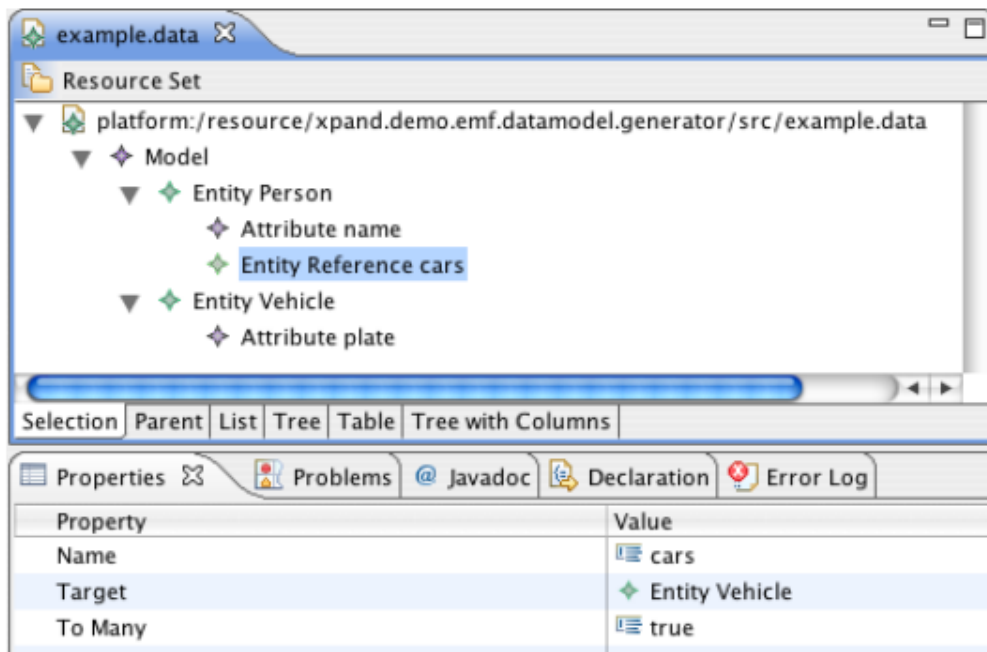 example.data
Resource Set
platform:/resource/xpand.demo.emf.datamodel.generator/src/example.data
Model
Entity Person
Attribute name
Entity Reference cars
Entity Vehicle
Attribute plate
Selection Parent List Tree Table Tree with Columns
Properties Problems @ Javadoc Declaration Error Log
Property Value
Name cars
Target Entity Vehicle
To Many true